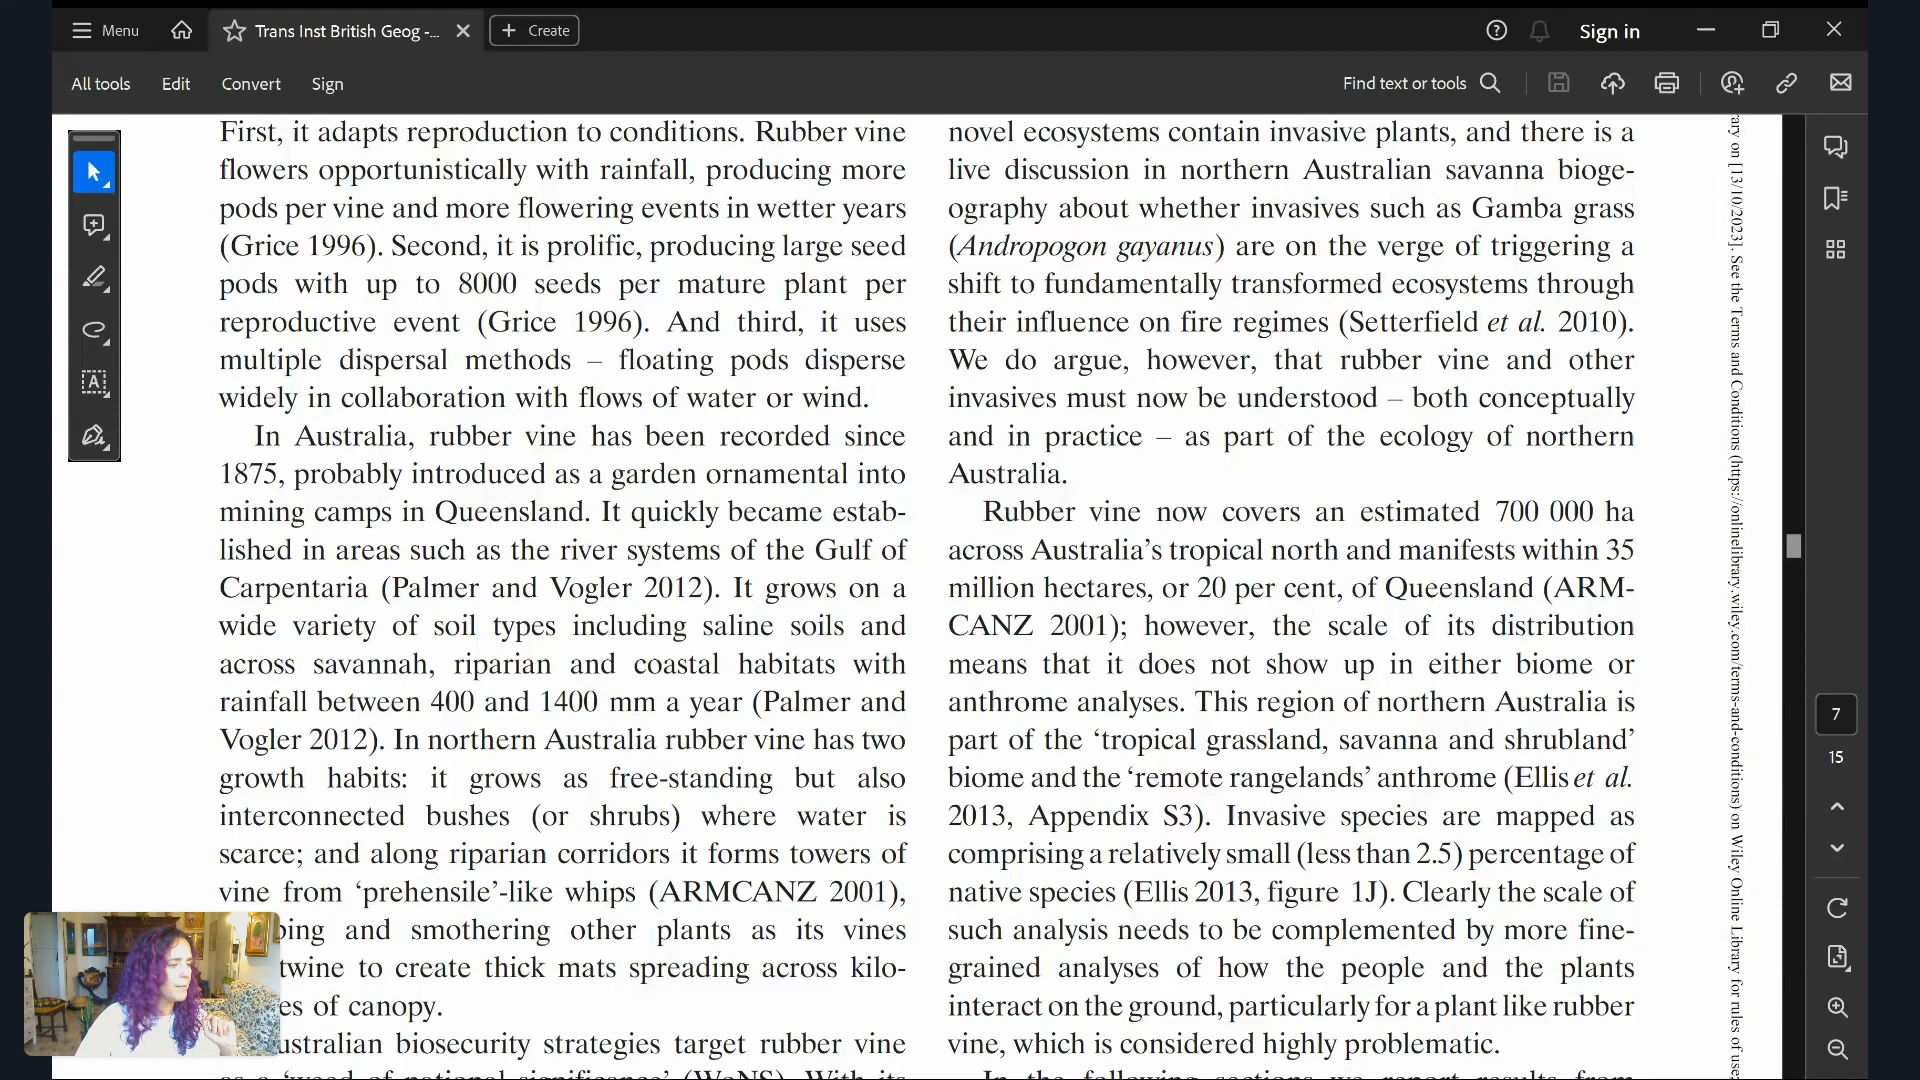 Menu
Trans Inst British Geog -...
Create
Sign in
All tools
Edit
Convert
Sign
Find text or tools
First, it adapts reproduction to conditions. Rubber vine
flowers opportunistically with rainfall, producing more
pods per vine and more flowering events in wetter years
(Grice 1996). Second, it is prolific, producing large seed
pods with up to 8000 seeds per mature plant per
reproductive event (Grice 1996). And third, it uses
multiple dispersal methods – floating pods disperse
widely in collaboration with flows of water or wind.
In Australia, rubber vine has been recorded since
1875, probably introduced as a garden ornamental into
mining camps in Queensland. It quickly became estab-
lished in areas such as the river systems of the Gulf of
Carpentaria (Palmer and Vogler 2012). It grows on a
wide variety of soil types including saline soils and
across savannah, riparian and coastal habitats with
rainfall between 400 and 1400 mm a year (Palmer and
Vogler 2012). In northern Australia rubber vine has two
growth habits: it grows as free-standing but also
interconnected bushes (or shrubs) where water is
scarce; and along riparian corridors it forms towers of
vine from ‘prehensile’-like whips (ARMCANZ 2001),
ping and smothering other plants as its vines
twine to create thick mats spreading across kilo-
es of canopy.
ustralian biosecurity strategies target rubber vine
as a ‘weed of national significance’ (WoNS). With its
novel ecosystems contain invasive plants, and there is a
live discussion in northern Australian savanna bioge-
ography about whether invasives such as Gamba grass
(Andropogon gayanus) are on the verge of triggering a
shift to fundamentally transformed ecosystems through
their influence on fire regimes (Setterfield et al. 2010).
We do argue, however, that rubber vine and other
invasives must now be understood – both conceptually
and in practice – as part of the ecology of northern
Australia.
Rubber vine now covers an estimated 700 000 ha
across Australia’s tropical north and manifests within 35
million hectares, or 20 per cent, of Queensland (ARM-
CANZ 2001); however, the scale of its distribution
means that it does not show up in either biome or
anthrome analyses. This region of northern Australia is
part of the ‘tropical grassland, savanna and shrubland’
biome and the ‘remote rangelands’ anthrome (Ellis et al.
2013, Appendix S3). Invasive species are mapped as
comprising a relatively small (less than 2.5) percentage of
native species (Ellis 2013, figure 1J). Clearly the scale of
such analysis needs to be complemented by more fine-
grained analyses of how the people and the plants
interact on the ground, particularly for a plant like rubber
vine, which is considered highly problematic.
In the following sections we report results from
ary on [13/10/2023]. See the Terms and Conditions (https://onlinelibrary.wiley.com/terms-and-conditions) on Wiley Online Library for rules of use;
7
15